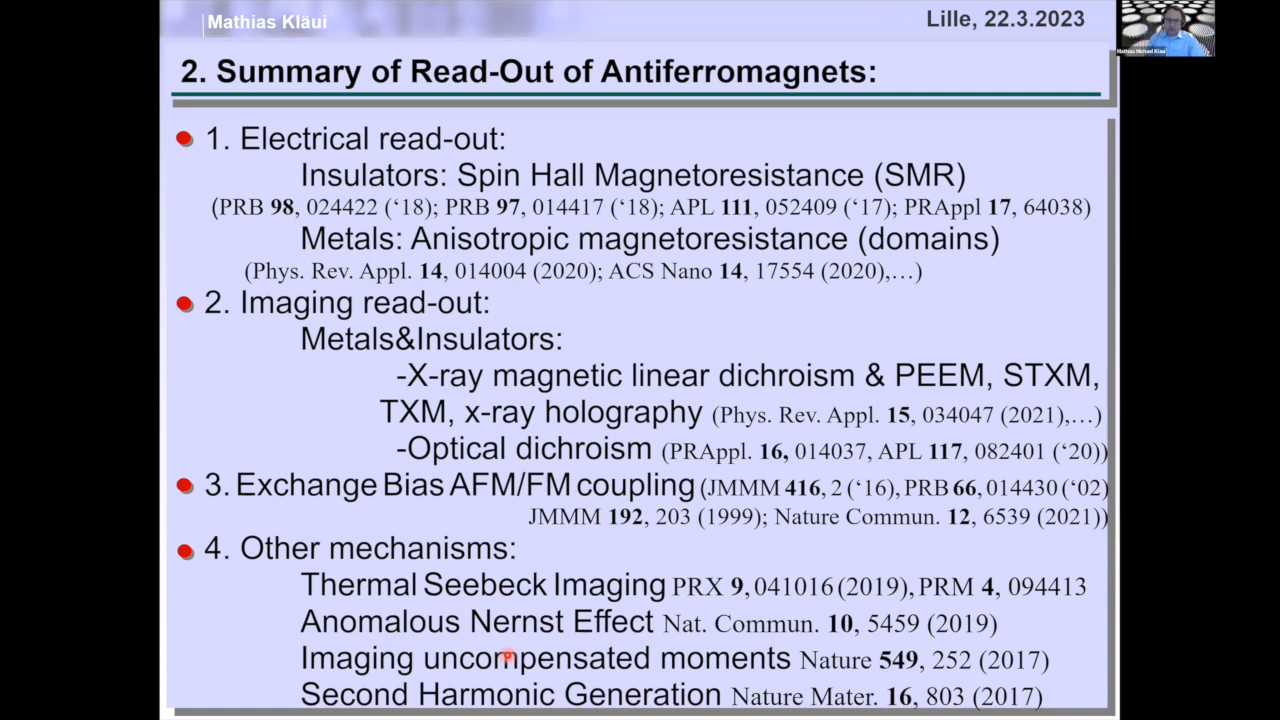 Mathias Kläui
Lille, 22.3.2023
Mathias Michael Kläui
2. Summary of Read-Out of Antiferromagnets:
1. Electrical read-out:
Insulators: Spin Hall Magnetoresistance (SMR)
(PRB 98, 024422 (‘18); PRB 97, 014417 (‘18); APL 111, 052409 (‘17); PRAppl 17, 64038)
Metals: Anisotropic magnetoresistance (domains)
(Phys. Rev. Appl. 14, 014004 (2020); ACS Nano 14, 17554 (2020),…)
2. Imaging read-out:
Metals&Insulators:
-X-ray magnetic linear dichroism & PEEM, STXM,
TXM, x-ray holography (Phys. Rev. Appl. 15, 034047 (2021),…)
-Optical dichroism (PRAppl. 16, 014037, APL 117, 082401 (‘20))
3. Exchange Bias AFM/FM coupling (JMMM 416, 2 (‘16), PRB 66, 014430 (‘02)
JMMM 192, 203 (1999); Nature Commun. 12, 6539 (2021))
4. Other mechanisms:
Thermal Seebeck Imaging PRX 9, 041016 (2019), PRM 4, 094413
Anomalous Nernst Effect Nat. Commun. 10, 5459 (2019)
Imaging uncompensated moments Nature 549, 252 (2017)
Second Harmonic Generation Nature Mater. 16, 803 (2017)